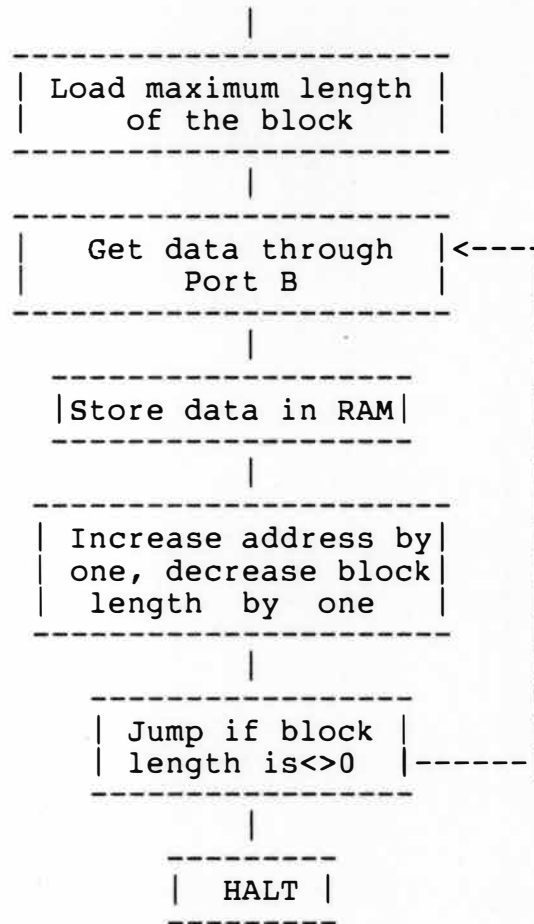 Load maximum length
of the block
Get data through
Port B
Store data in RAM
Increase address by
one, decrease block
length by one
Jump if block
length is<>0
HALT